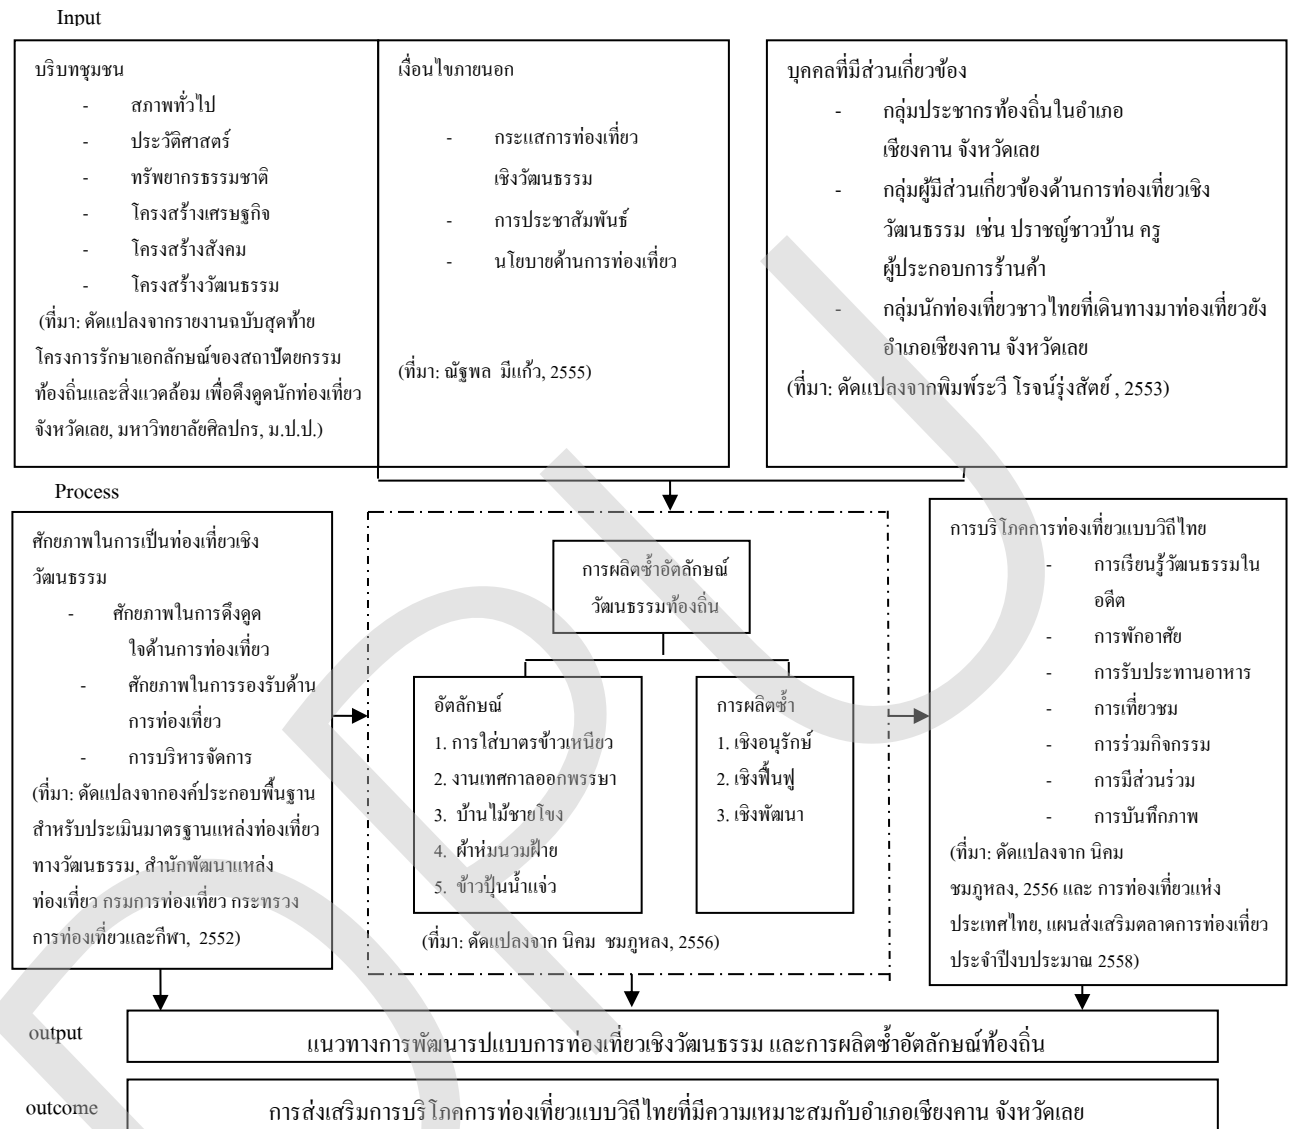 Input
บริบทชุมชน
- สภาพทั่วไป
- ประวัติศาสตร์
- ทรัพยากรธรรมชาติ
- โครงสร้างเศรษฐกิจ
- โครงสร้างสังคม
- โครงสร้างวัฒนธรรม
(ที่มา: ดัดแปลงจากรายงานฉบับสุดท้าย
โครงการรักษาเอกลักษณ์ของสถาปัตยกรรม
ท้องถิ่นและสิ่งแวดล้อม เพื่อดึงดูดนักท่องเที่ยว
จังหวัดเลย, มหาวิทยาลัยศิลปกร, ม.ป.ป.)
เงื่อนไขภายนอก
- กระแสการท่องเที่ยว
เชิงวัฒนธรรม
- การประชาสัมพันธ์
- นโยบายด้านการท่องเที่ยว
(ที่มา: ณัฐพล มีแก้ว, 2555)
บุคคลที่มีส่วนเกี่ยวข้อง
- กลุ่มประชากรท้องถิ่นในอำเภอ
เชียงคาน จังหวัดเลย
- กลุ่มผู้มีส่วนเกี่ยวข้องด้านการท่องเที่ยวเชิง
วัฒนธรรม เช่น ปราชญ์ชาวบ้าน ครู
ผู้ประกอบการร้านค้า
- กลุ่มนักท่องเที่ยวชาวไทยที่เดินทางมาท่องเที่ยวยัง
อำเภอเชียงคาน จังหวัดเลย
(ที่มา: ดัดแปลงจากพิมพ์ระวี โรจน์รุ่งสัตย์ , 2553)
Process
ศักยภาพในการเป็นท่องเที่ยวเชิง
วัฒนธรรม
- ศักยภาพในการดึงดูด
ใจด้านการท่องเที่ยว
- ศักยภาพในการรองรับด้าน
การท่องเที่ยว
- การบริหารจัดการ
(ที่มา: ดัดแปลงจากองค์ประกอบพื้นฐาน
สำหรับประเมินมาตรฐานแหล่งท่องเที่ยว
ทางวัฒนธรรม, สำนักพัฒนาแหล่ง
ท่องเที่ยว กรมการท่องเที่ยว กระทรวง
การท่องเที่ยวและกีฬา, 2552)
การผลิตซ้ำอัตลักษณ์
วัฒนธรรมท้องถิ่น
อัตลักษณ์
1. การใส่บาตรข้าวเหนียว
2. งานเทศกาลออกพรรษา
3. บ้านไม้ชายโขง
4. ผ้าห่มนวมฝ้าย
5. ข้าวปุ้นน้ำแจ่ว
การผลิตซ้ำ
1. เชิงอนุรักษ์
2. เชิงฟื้นฟู
3. เชิงพัฒนา
(ที่มา: ดัดแปลงจาก นิคม ชมภูหลง, 2556)
การบริโภคการท่องเที่ยวแบบวิถีไทย
- การเรียนรู้วัฒนธรรมใน
อดีต
- การพักอาศัย
- การรับประทานอาหาร
- การเที่ยวชม
- การร่วมกิจกรรม
- การมีส่วนร่วม
- การบันทึกภาพ
(ที่มา: ดัดแปลงจาก นิคม
ชมภูหลง, 2556 และ การท่องเที่ยวแห่ง
ประเทศไทย, แผนส่งเสริมตลาดการท่องเที่ยว
ประจำปีงบประมาณ 2558)
output
แนวทางการพัฒนารปแบบการท่องเที่ยวเชิงวัฒนธรรม และการผลิตซ้ำอัตลักษณ์ท้องถิ่น
outcome
การส่งเสริมการบริโภคการท่องเที่ยวแบบวิถีไทยที่มีความเหมาะสมกับอำเภอเชียงคาน จังหวัดเลย
DPU